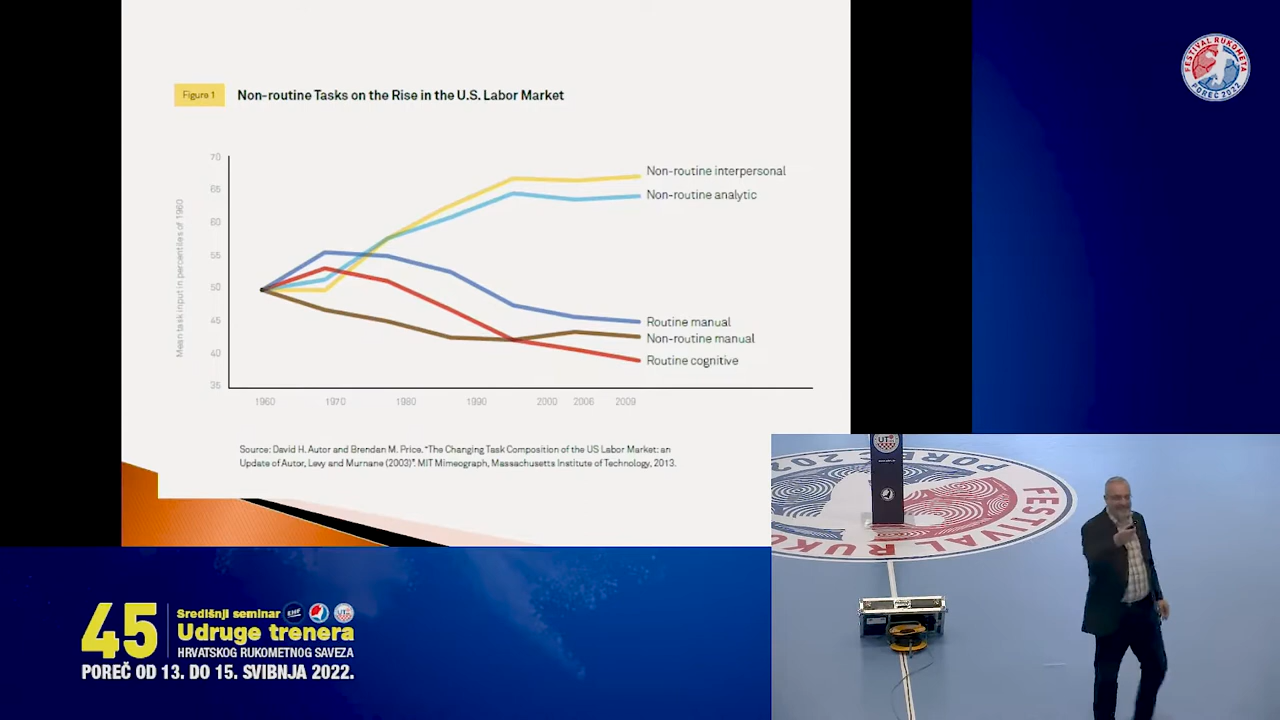 Figure 1
Non-routine Tasks on the Rise in the U.S. Labor Market
70
65
60
55
50
45
40
35
Mean task input in percentiles of 1960
Non-routine interpersonal
Non-routine analytic
Routine manual
Non-routine manual
Routine cognitive
1960
1970
1980
1990
2000
2006
2009
Source: David H. Autor and Brendan M. Price. “The Changing Task Composition of the US Labor Market: an
Update of Autor, Levy and Murnane (2003)”. MIT Mimeograph, Massachusetts Institute of Technology, 2013.
FESTIVAL RUKOMETA
POREČ 2022
POREČ 202
FESTIVAL RUKO
45
Središnji seminar
EHF
Udruge trenera
HRVATSKOG RUKOMETNOG SAVEZA
POREČ OD 13. DO 15. SVIBNJA 2022.